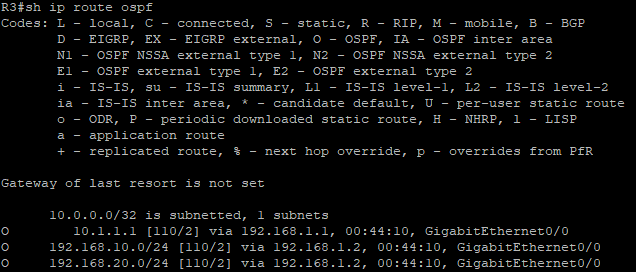 R3#sh ip route ospf
Codes: L - local, C - connected, S - static, R - RIP, M - mobile, B - BGP
       D - EIGRP, EX - EIGRP external, O - OSPF, IA - OSPF inter area
       N1 - OSPF NSSA external type 1, N2 - OSPF NSSA external type 2
       E1 - OSPF external type 1, E2 - OSPF external type 2
       i - IS-IS, su - IS-IS summary, L1 - IS-IS level-1, L2 - IS-IS level-2
       ia - IS-IS inter area, * - candidate default, U - per-user static route
       o - ODR, P - periodic downloaded static route, H - NHRP, l - LISP
       a - application route
       + - replicated route, % - next hop override, p - overrides from PfR
Gateway of last resort is not set
      10.0.0.0/32 is subnetted, 1 subnets
O        10.1.1.1 [110/2] via 192.168.1.1, 00:44:10, GigabitEthernet0/0
O     192.168.10.0/24 [110/2] via 192.168.1.2, 00:44:10, GigabitEthernet0/0
O     192.168.20.0/24 [110/2] via 192.168.1.2, 00:44:10, GigabitEthernet0/0